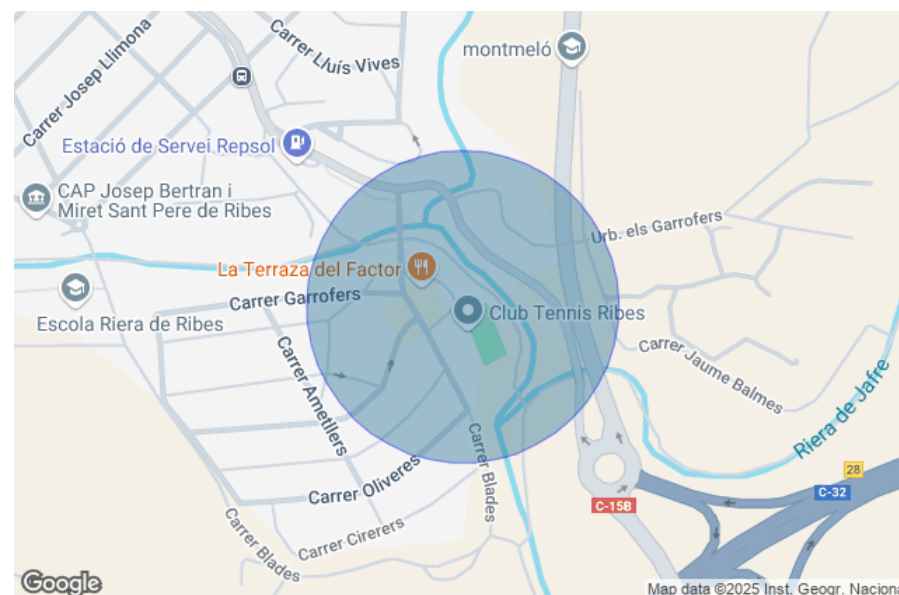 Carrer Josep Llimona
Carrer Lluís Vives
montmeló
Estació de Servei Repsol
CAP Josep Bertran i
Miret Sant Pere de Ribes
Urb. els Garrofers
La Terraza del Factor
Carrer Garrofers
Escola Riera de Ribes
Club Tennis Ribes
Carrer Ametllers
Carrer Jaume Balmes
Riera de Jafre
Carrer Oliveres
Carrer Blades
28
C-32
C-15B
Carrer Cirerers
Carrer Blades
Google
Map data ©2025 Inst. Geogr. Naciona